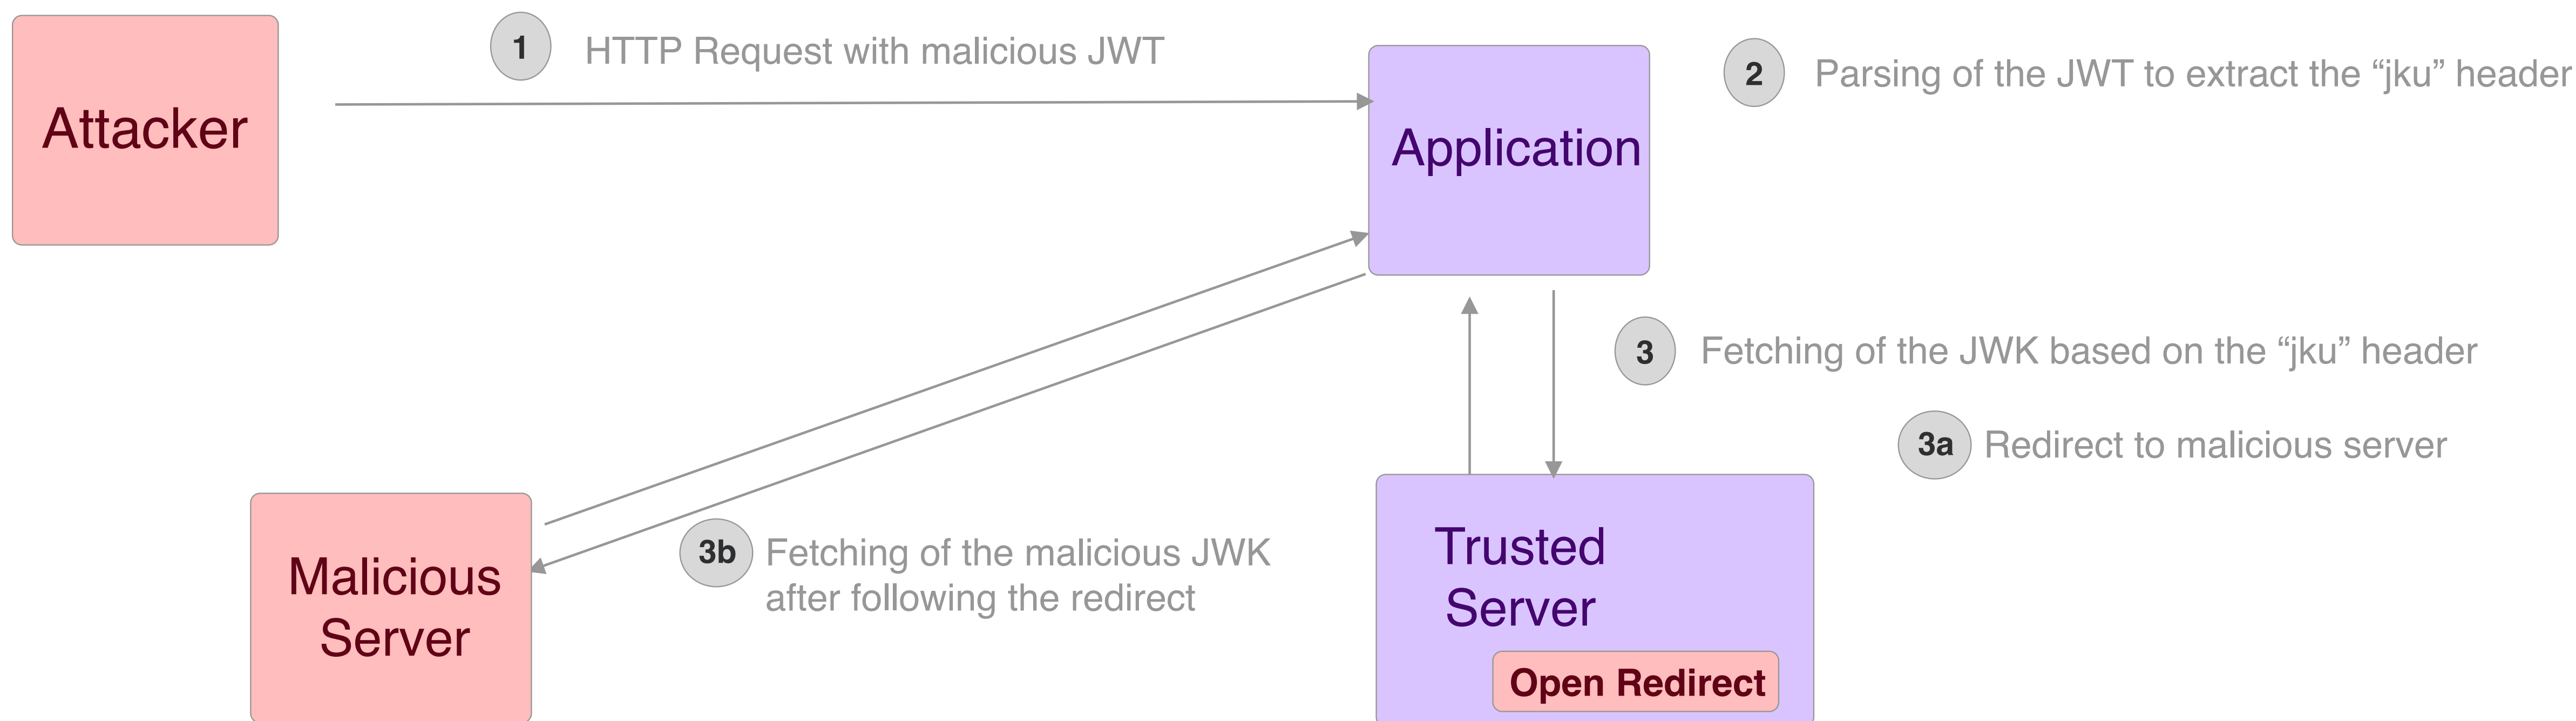 Attacker
1
HTTP Request with malicious JWT
Application
2
Parsing of the JWT to extract the “jku” header
3
Fetching of the JWK based on the “jku” header
3a
Redirect to malicious server
3b
Fetching of the malicious JWK
after following the redirect
Malicious
Server
Trusted
Server
Open Redirect